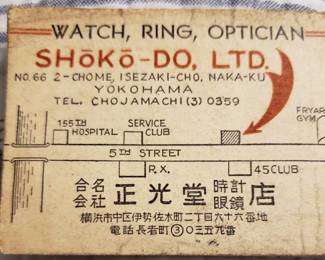 WATCH, RING, OPTICIAN
SHōKō-DO, LTD.
NO. 66 2-CHOME, ISEZAKI-CHO, NAKA-KU
YOKOHAMA
TEL. CHOJAMACHI (3) 0359
FRYAR
GYM
155TH
HOSPITAL
SERVICE
CLUB
5TH STREET
P.X.
45 CLUB
合名会社 正光堂 時計眼鏡 店
横浜市中区伊勢佐木町二丁目六十六番地
電話長者町③〇三五九番